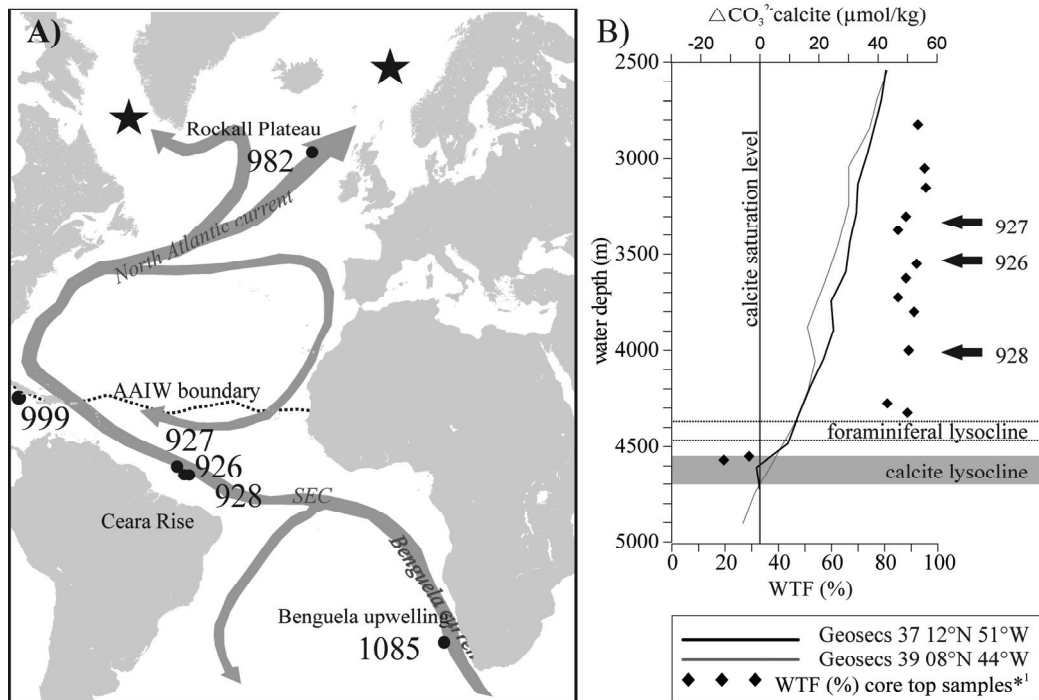 A)
Rockall Plateau
982
North Atlantic current
AAIW boundary
999
927
926
928
SEC
Ceara Rise
Benguela curren
Benguela upwelling
1085
B)
△CO₃²⁻calcite (µmol/kg)
-20 0 20 40 60
2500
3000
3500
4000
4500
5000
water depth (m)
calcite saturation level
927
926
928
foraminiferal lysocline
calcite lysocline
0 20 40 60 80 100
WTF (%)
Geosecs 37 12°N 51°W
Geosecs 39 08°N 44°W
WTF (%) core top samples*¹